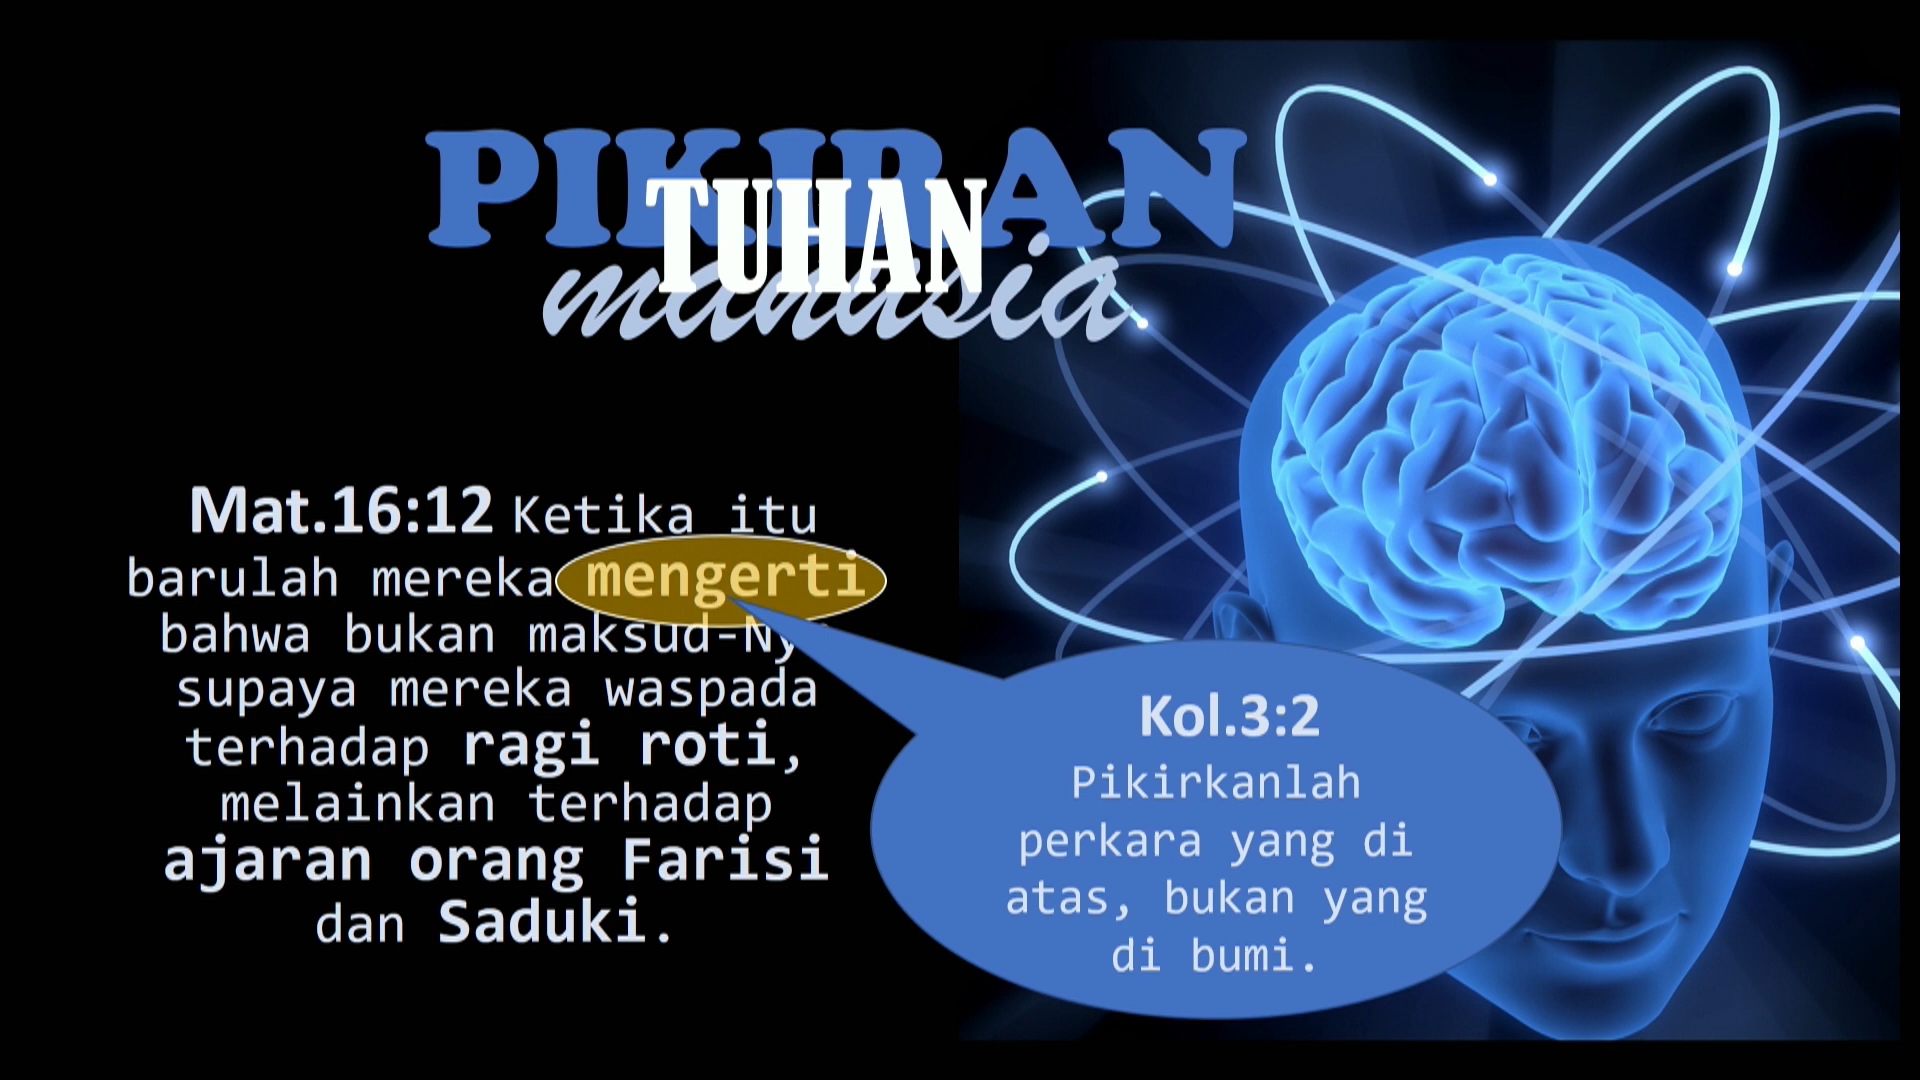 PIKIRAN
TUHAN
manusia
Mat.16:12 Ketika itu
barulah mereka mengerti
bahwa bukan maksud-Ny
supaya mereka waspada
terhadap ragi roti,
melainkan terhadap
ajaran orang Farisi
dan Saduki.
Kol.3:2
Pikirkanlah
perkara yang di
atas, bukan yang
di bumi.